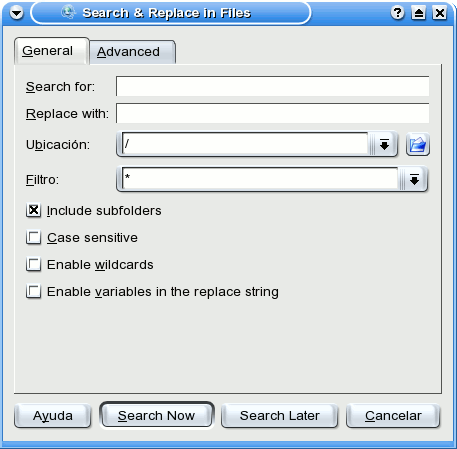 Search & Replace in Files
General Advanced
Search for:
Replace with:
Ubicación: /
Filtro: *
Include subfolders
Case sensitive
Enable wildcards
Enable variables in the replace string
Ayuda Search Now Search Later Cancelar